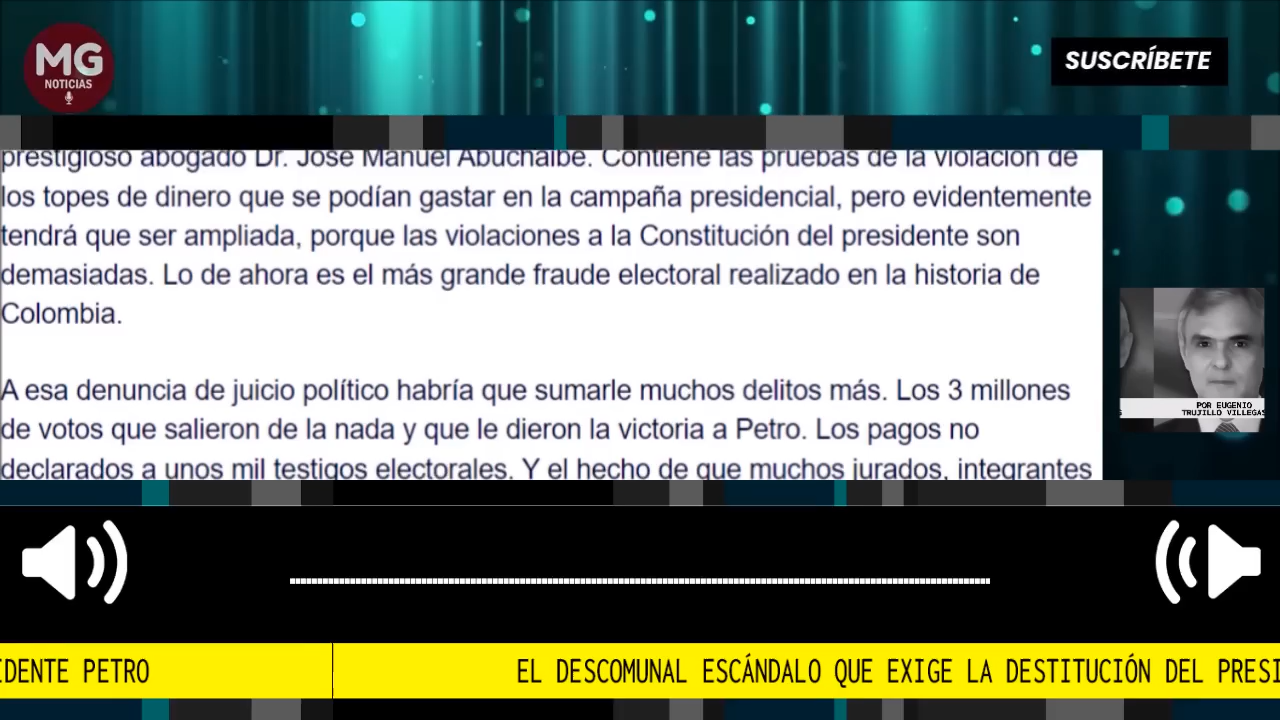 MG
NOTICIAS
SUSCRÍBETE
prestigioso abogado Dr. José Manuel Abuchaibe. Contiene las pruebas de la violación de
los topes de dinero que se podían gastar en la campaña presidencial, pero evidentemente
tendrá que ser ampliada, porque las violaciones a la Constitución del presidente son
demasiadas. Lo de ahora es el más grande fraude electoral realizado en la historia de
Colombia.
A esa denuncia de juicio político habría que sumarle muchos delitos más. Los 3 millones
de votos que salieron de la nada y que le dieron la victoria a Petro. Los pagos no
declarados a unos mil testigos electorales. Y el hecho de que muchos jurados, integrantes
POR EUGENIO
TRUJILLO VILLEGAS
IDENTE PETRO
EL DESCOMUNAL ESCÁNDALO QUE EXIGE LA DESTITUCIÓN DEL PRESI